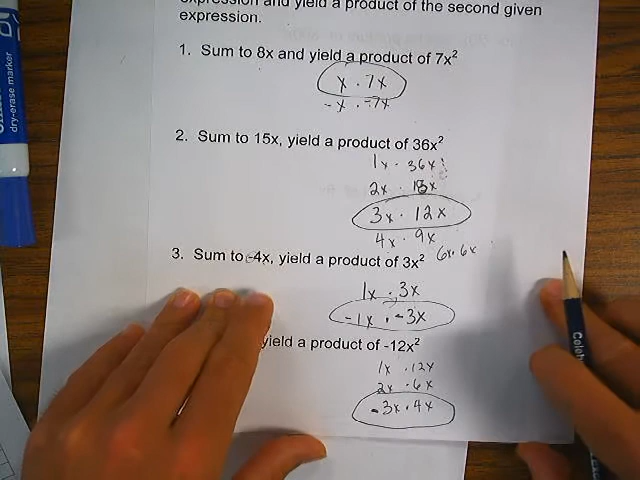 expression and yield a product of the second given
expression.
1. Sum to 8x and yield a product of 7x²
x · 7x
-x · -7x
2. Sum to 15x, yield a product of 36x²
1x · 36x
2x · 18x
3x · 12x
4x · 9x
6x · 6x
3. Sum to -4x, yield a product of 3x²
1x · 3x
-1x · -3x
yield a product of -12x²
1x · 12x
2x · 6x
-3x · 4x
dry-erase marker